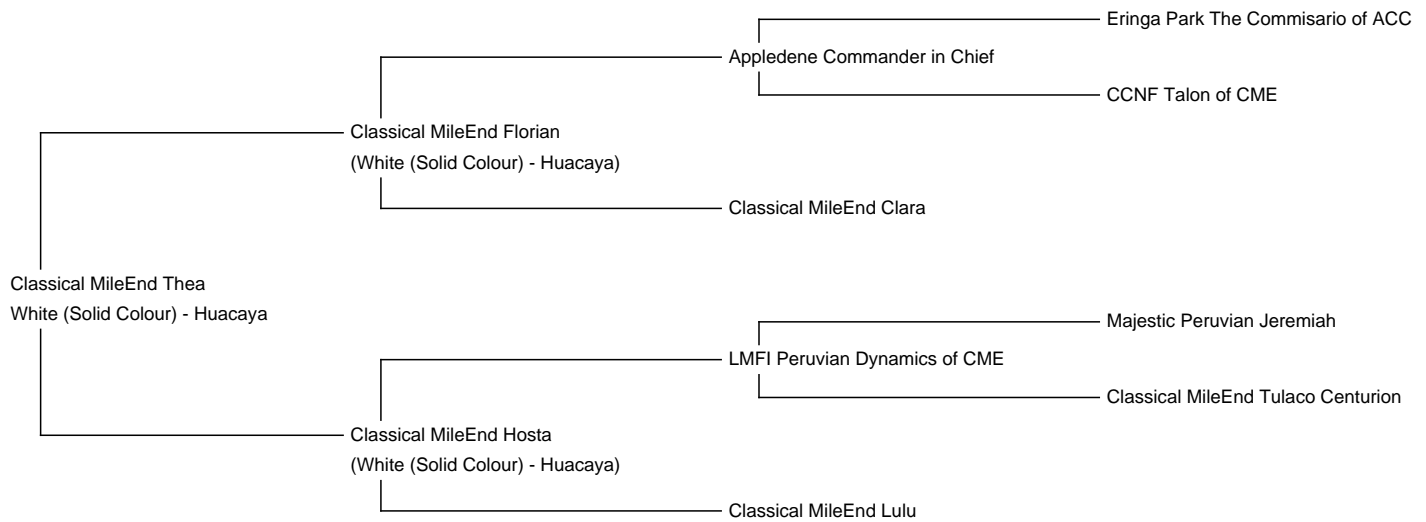 Eringa Park The Commisario of ACC
Appledene Commander in Chief
CCNF Talon of CME
Classical MileEnd Florian
(White (Solid Colour) - Huacaya)
Classical MileEnd Clara
Classical MileEnd Thea
White (Solid Colour) - Huacaya
Majestic Peruvian Jeremiah
LMFI Peruvian Dynamics of CME
Classical MileEnd Tulaco Centurion
Classical MileEnd Hosta
(White (Solid Colour) - Huacaya)
Classical MileEnd Lulu